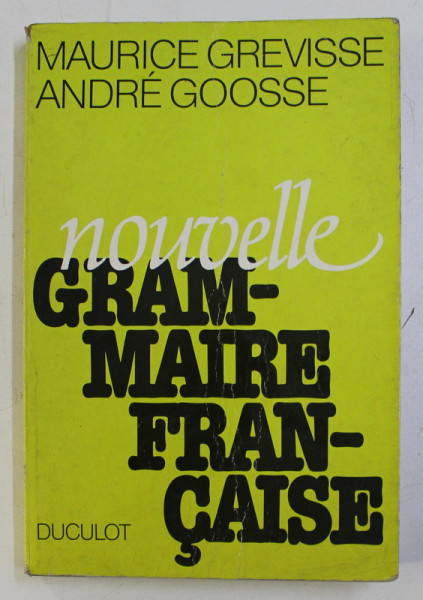 MAURICE GREVISSE
ANDRÉ GOOSSE
nouvelle
GRAM-
MAIRE
FRAN-
ÇAISE
DUCULOT